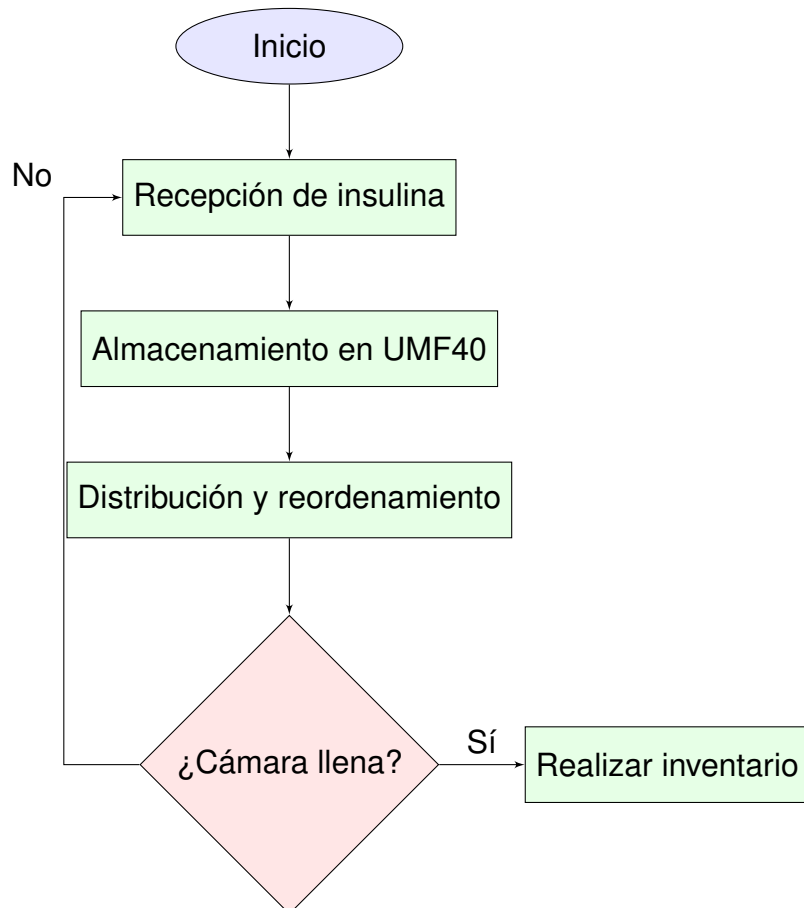 Inicio
No
Recepción de insulina
Almacenamiento en UMF40
Distribución y reordenamiento
¿Cámara llena?
Sí
Realizar inventario